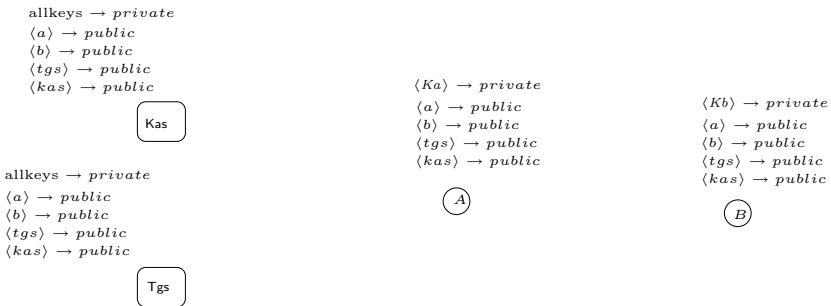 allkeys → private
⟨a⟩ → public
⟨b⟩ → public
⟨tgs⟩ → public
⟨kas⟩ → public
Kas
allkeys → private
⟨a⟩ → public
⟨b⟩ → public
⟨tgs⟩ → public
⟨kas⟩ → public
Tgs
⟨Ka⟩ → private
⟨a⟩ → public
⟨b⟩ → public
⟨tgs⟩ → public
⟨kas⟩ → public
A
⟨Kb⟩ → private
⟨a⟩ → public
⟨b⟩ → public
⟨tgs⟩ → public
⟨kas⟩ → public
B